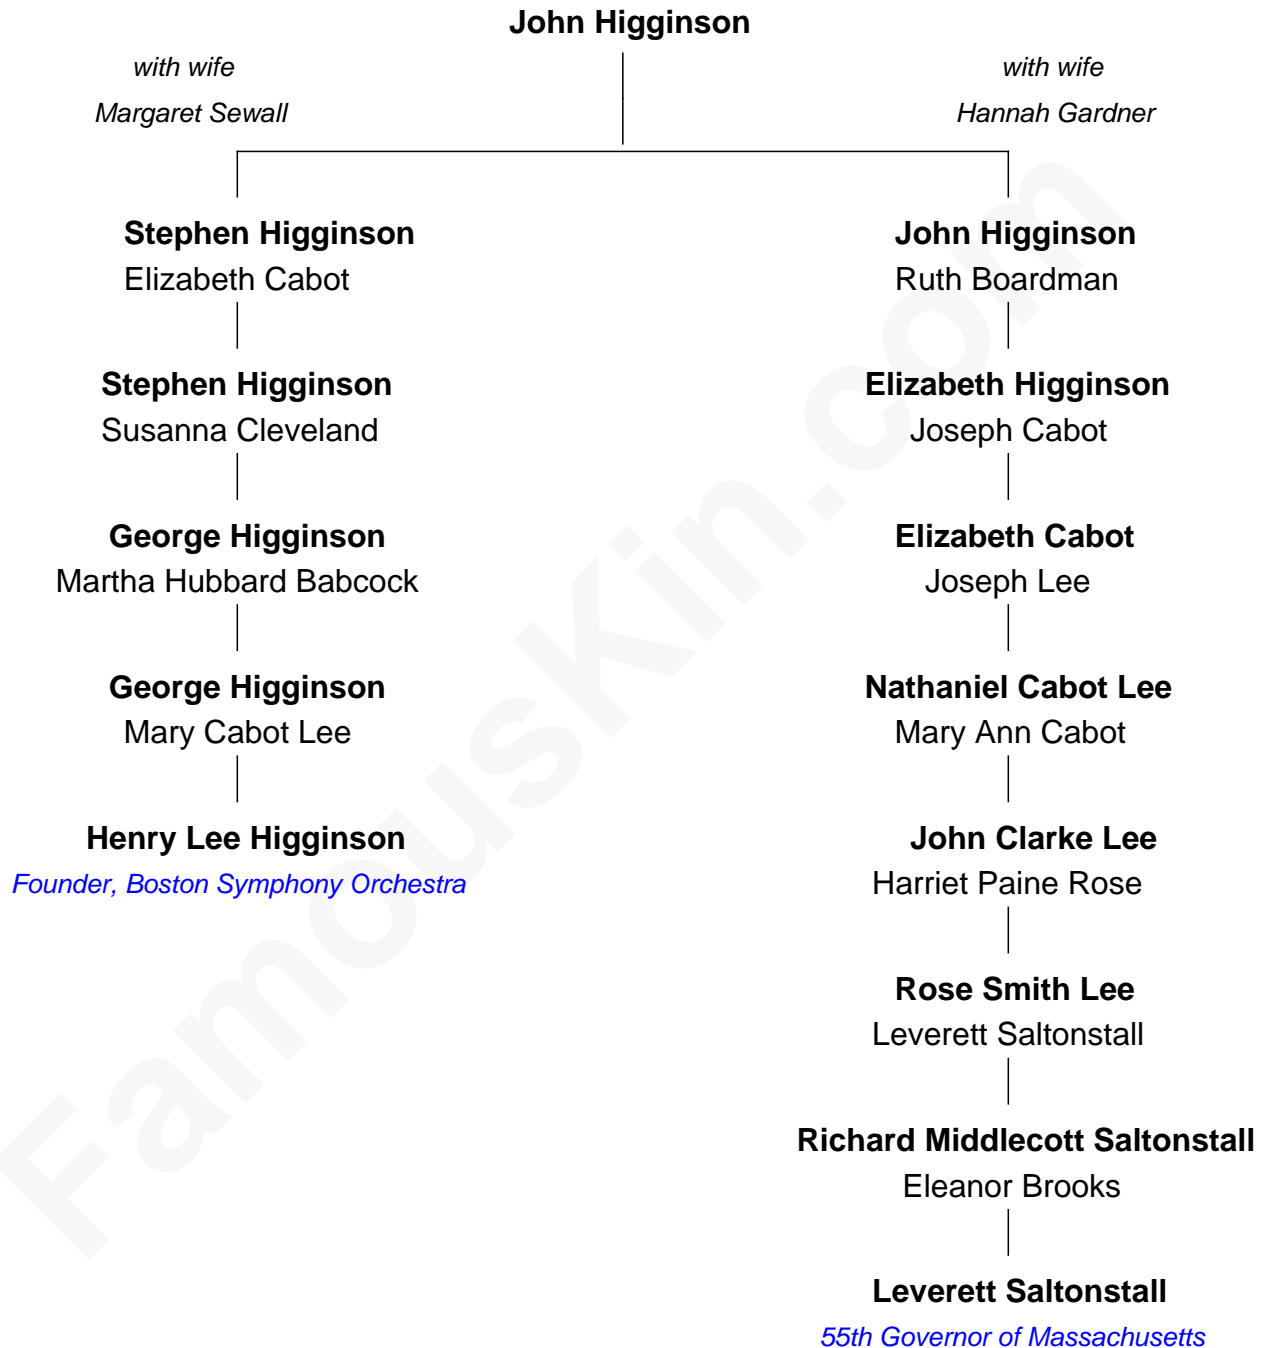 John Higginson
with wife
Margaret Sewall
with wife
Hannah Gardner
Stephen Higginson
Elizabeth Cabot
John Higginson
Ruth Boardman
Stephen Higginson
Susanna Cleveland
Elizabeth Higginson
Joseph Cabot
George Higginson
Martha Hubbard Babcock
Elizabeth Cabot
Joseph Lee
George Higginson
Mary Cabot Lee
Nathaniel Cabot Lee
Mary Ann Cabot
Henry Lee Higginson
Founder, Boston Symphony Orchestra
John Clarke Lee
Harriet Paine Rose
Rose Smith Lee
Leverett Saltonstall
Richard Middlecott Saltonstall
Eleanor Brooks
Leverett Saltonstall
55th Governor of Massachusetts
FamousKin.com